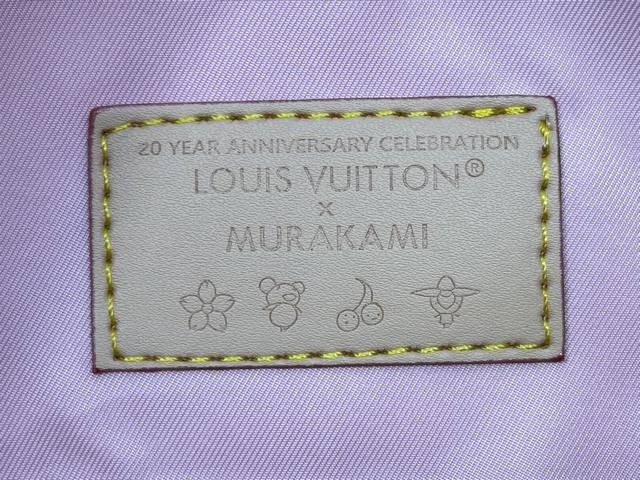 20 YEAR ANNIVERSARY CELEBRATION
LOUIS VUITTON®
x
MURAKAMI